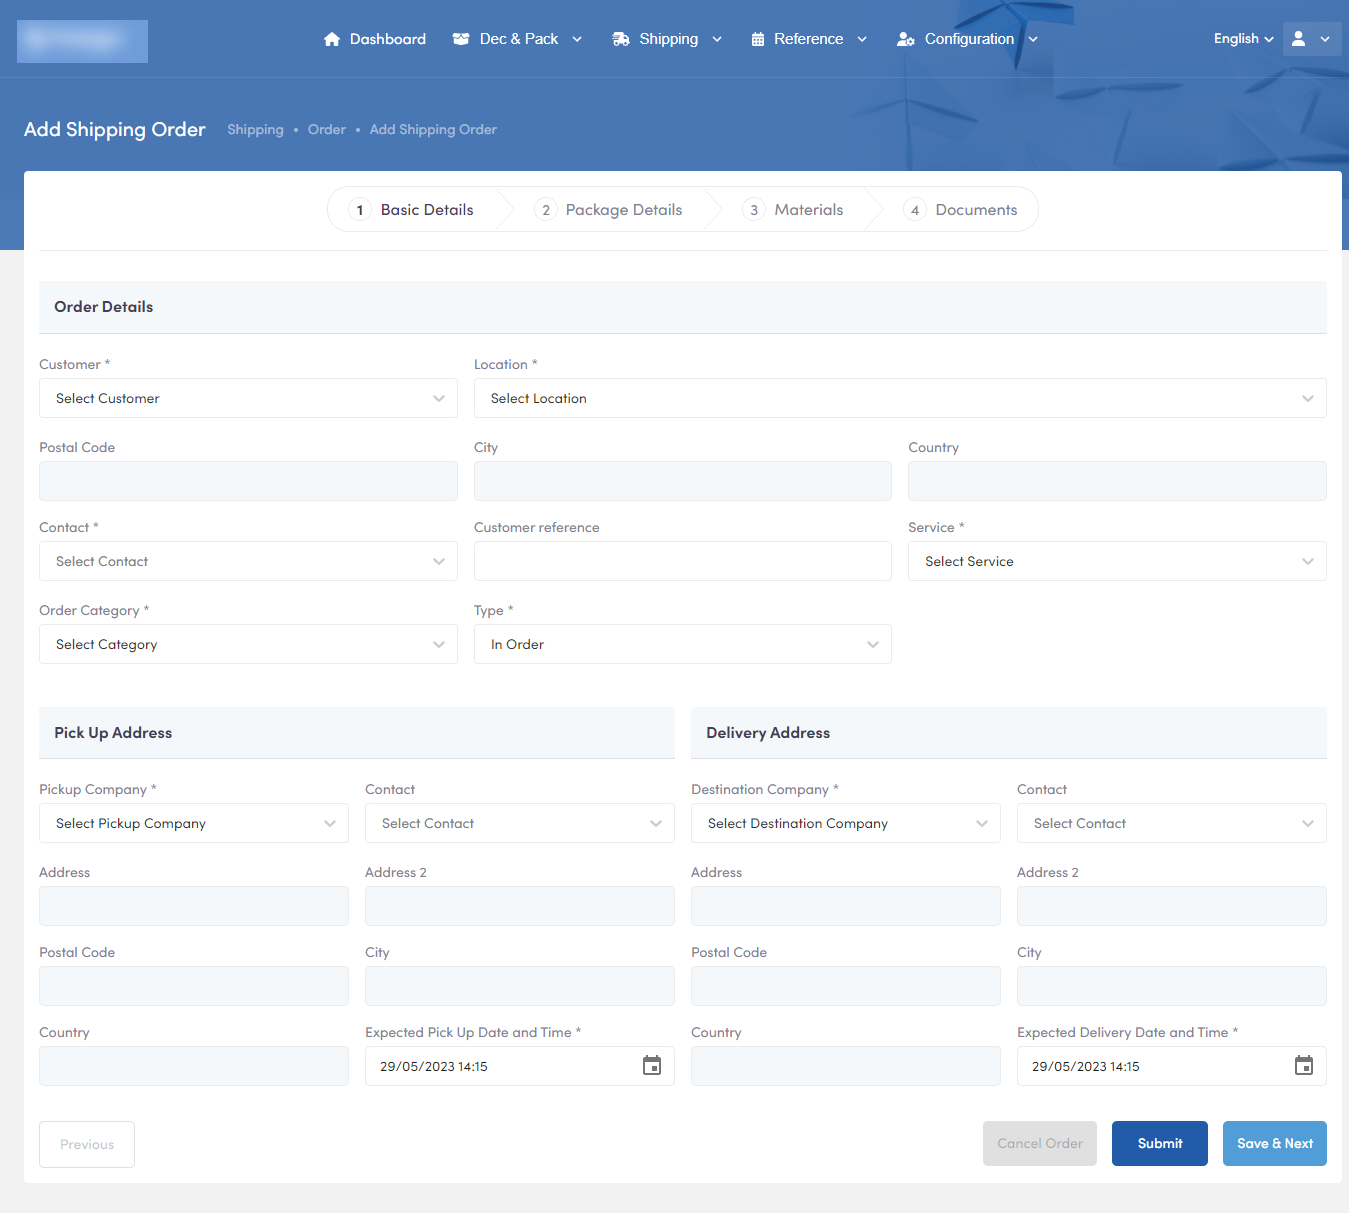 Dashboard Dec & Pack Shipping Reference Configuration English
Add Shipping Order Shipping • Order • Add Shipping Order
1 Basic Details 2 Package Details 3 Materials 4 Documents
Order Details
Customer * Location *
Select Customer Select Location
Postal Code City Country
Contact * Customer reference Service *
Select Contact Select Service
Order Category * Type *
Select Category In Order
Pick Up Address Delivery Address
Pickup Company * Contact Destination Company * Contact
Select Pickup Company Select Contact Select Destination Company Select Contact
Address Address 2 Address Address 2
Postal Code City Postal Code City
Country Expected Pick Up Date and Time * Country Expected Delivery Date and Time *
29/05/2023 14:15 29/05/2023 14:15
Previous Cancel Order Submit Save & Next